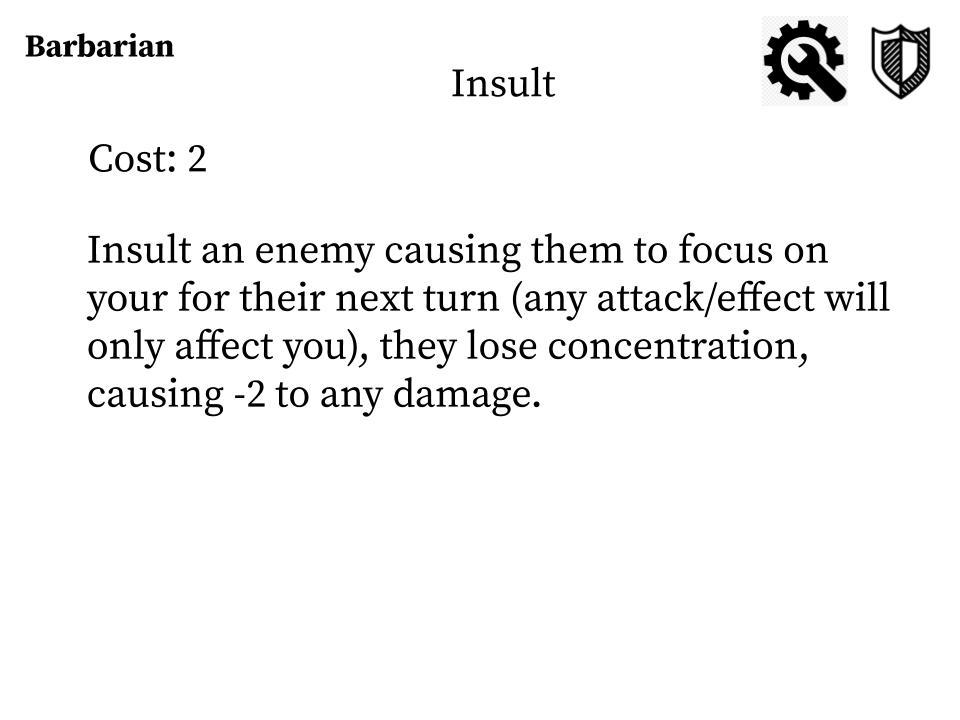 Barbarian
Insult
Cost: 2
Insult an enemy causing them to focus on
your for their next turn (any attack/effect will
only affect you), they lose concentration,
causing -2 to any damage.